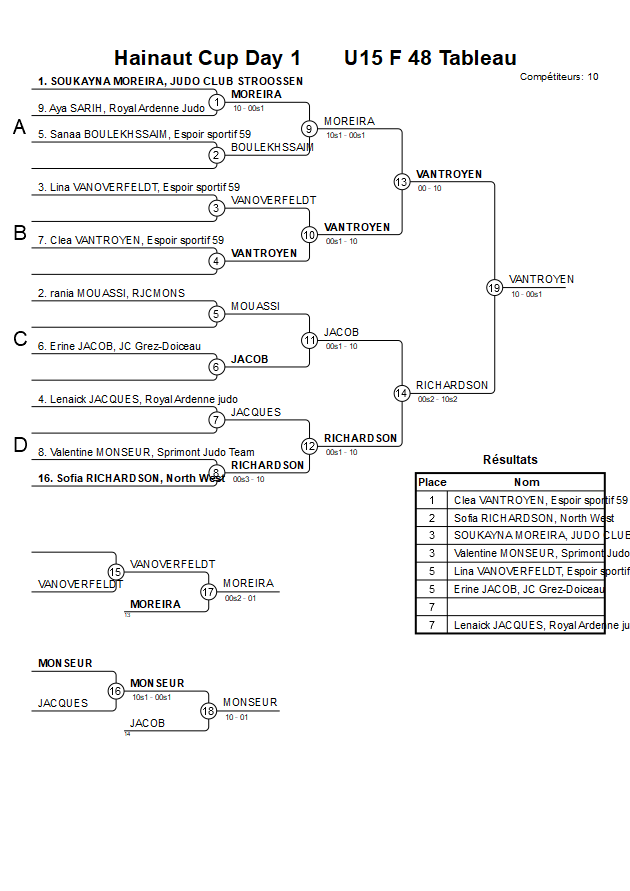 Hainaut Cup Day 1 U15 F 48 Tableau
Compétiteurs: 10
1. SOUKAYNA MOREIRA, JUDO CLUB STROOSSEN
MOREIRA
1
10 - 00s1
9. Aya SARIH, Royal Ardenne Judo
MOREIRA
9
10s1 - 00s1
A
5. Sanaa BOULEKHSSAIM, Espoir sportif 59
BOULEKHSSAIM
2
VANTROYEN
13
00 - 10
3. Lina VANOVERFELDT, Espoir sportif 59
VANOVERFELDT
3
B
VANTROYEN
10
00s1 - 10
7. Clea VANTROYEN, Espoir sportif 59
VANTROYEN
4
VANTROYEN
19
10 - 00s1
2. rania MOUASSI, RJCMONS
MOUASSI
5
C
JACOB
11
00s1 - 10
6. Erine JACOB, JC Grez-Doiceau
JACOB
6
RICHARDSON
14
00s2 - 10s2
4. Lenaick JACQUES, Royal Ardenne judo
JACQUES
7
D
RICHARDSON
12
00s1 - 10
8. Valentine MONSEUR, Sprimont Judo Team
RICHARDSON
8
00s3 - 10
16. Sofia RICHARDSON, North West
Résultats
Place Nom
1 Clea VANTROYEN, Espoir sportif 59
2 Sofia RICHARDSON, North West
3 SOUKAYNA MOREIRA, JUDO CLUE
3 Valentine MONSEUR, Sprimont Judo
5 Lina VANOVERFELDT, Espoir sportif
5 Erine JACOB, JC Grez-Doiceau
7
7 Lenaick JACQUES, Royal Ardenne ju
VANOVERFELDT
15
VANOVERFELDT
MOREIRA
17
00s2 - 01
MOREIRA
13
MONSEUR
MONSEUR
16
10s1 - 00s1
JACQUES
MONSEUR
18
10 - 01
JACOB
14